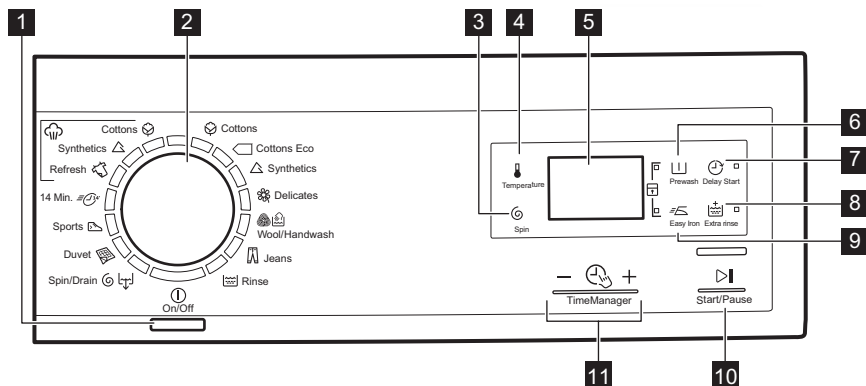 1
2
3
4
5
6
7
8
9
10
11
Cottons
Synthetics
Refresh
14 Min.
Sports
Duvet
Spin/Drain
On/Off
Cottons
Cottons Eco
Synthetics
Delicates
Wool/Handwash
Jeans
Rinse
Temperature
Spin
Prewash
Delay Start
Easy Iron
Extra rinse
TimeManager
Start/Pause